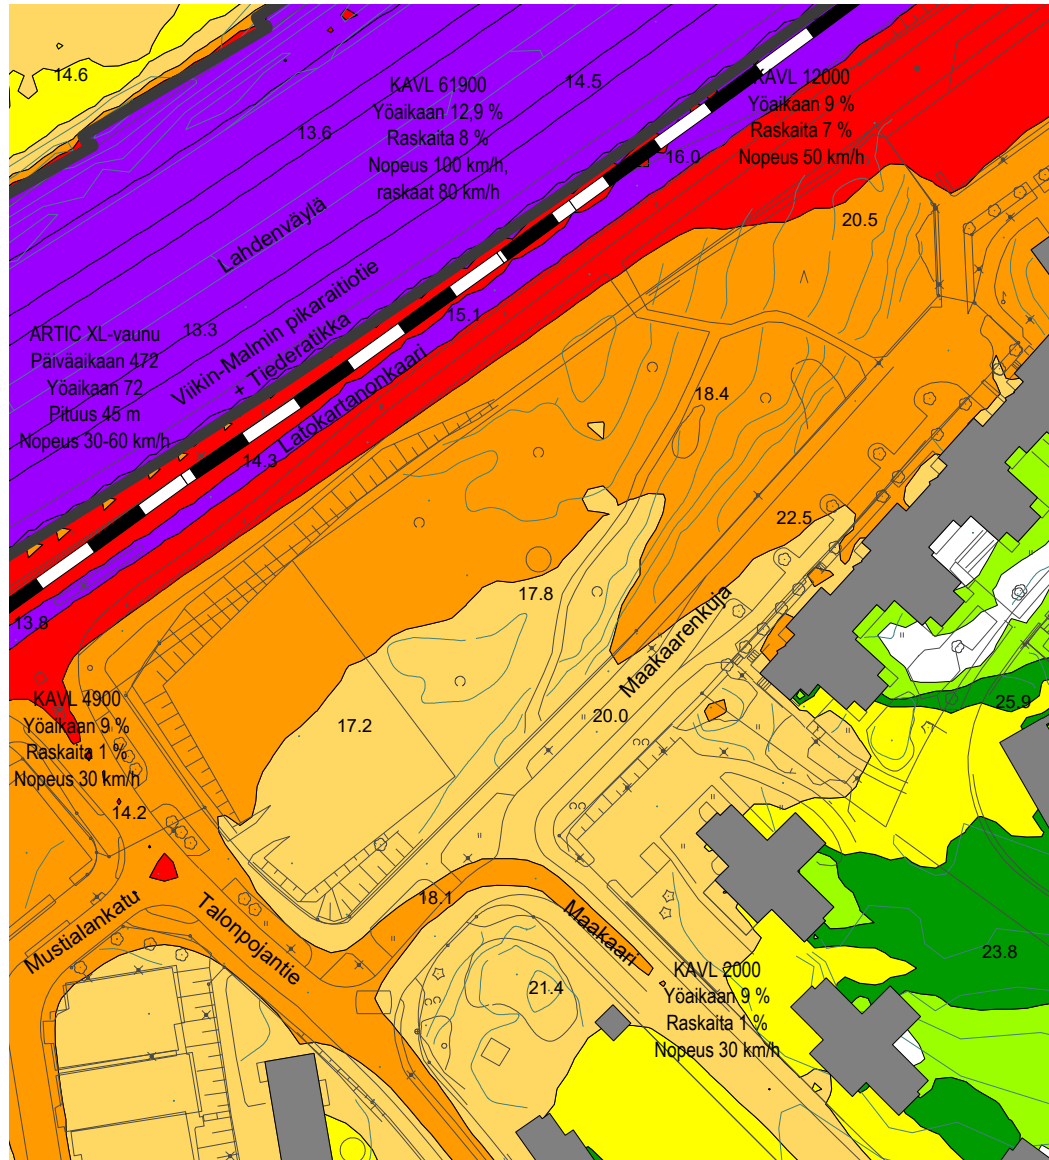 14.6
KAVL 61900
Yöaikaan 12,9 %
Raskaita 8 %
Nopeus 100 km/h,
raskaat 80 km/h
14.5
KAVL 12000
Yöaikaan 9 %
Raskaita 7 %
Nopeus 50 km/h
13.6
16.0
20.5
Lahdenväylä
Viikin-Malmin pikaraitiotie
+ Tiederatikka
15.1
13.3
ARTIC XL-vaunu
Päiväaikaan 472
Yöaikaan 72
Pituus 45 m
Nopeus 30-60 km/h
Latokartanonkaari
14.3
18.4
22.5
17.8
13.8
Maakaarenkuja
KAVL 4900
Yöaikaan 9 %
Raskaita 1 %
Nopeus 30 km/h
17.2
20.0
25.9
14.2
18.1
Mustialankatu
Talonpojantie
Maakaari
23.8
21.4
KAVL 2000
Yöaikaan 9 %
Raskaita 1 %
Nopeus 30 km/h